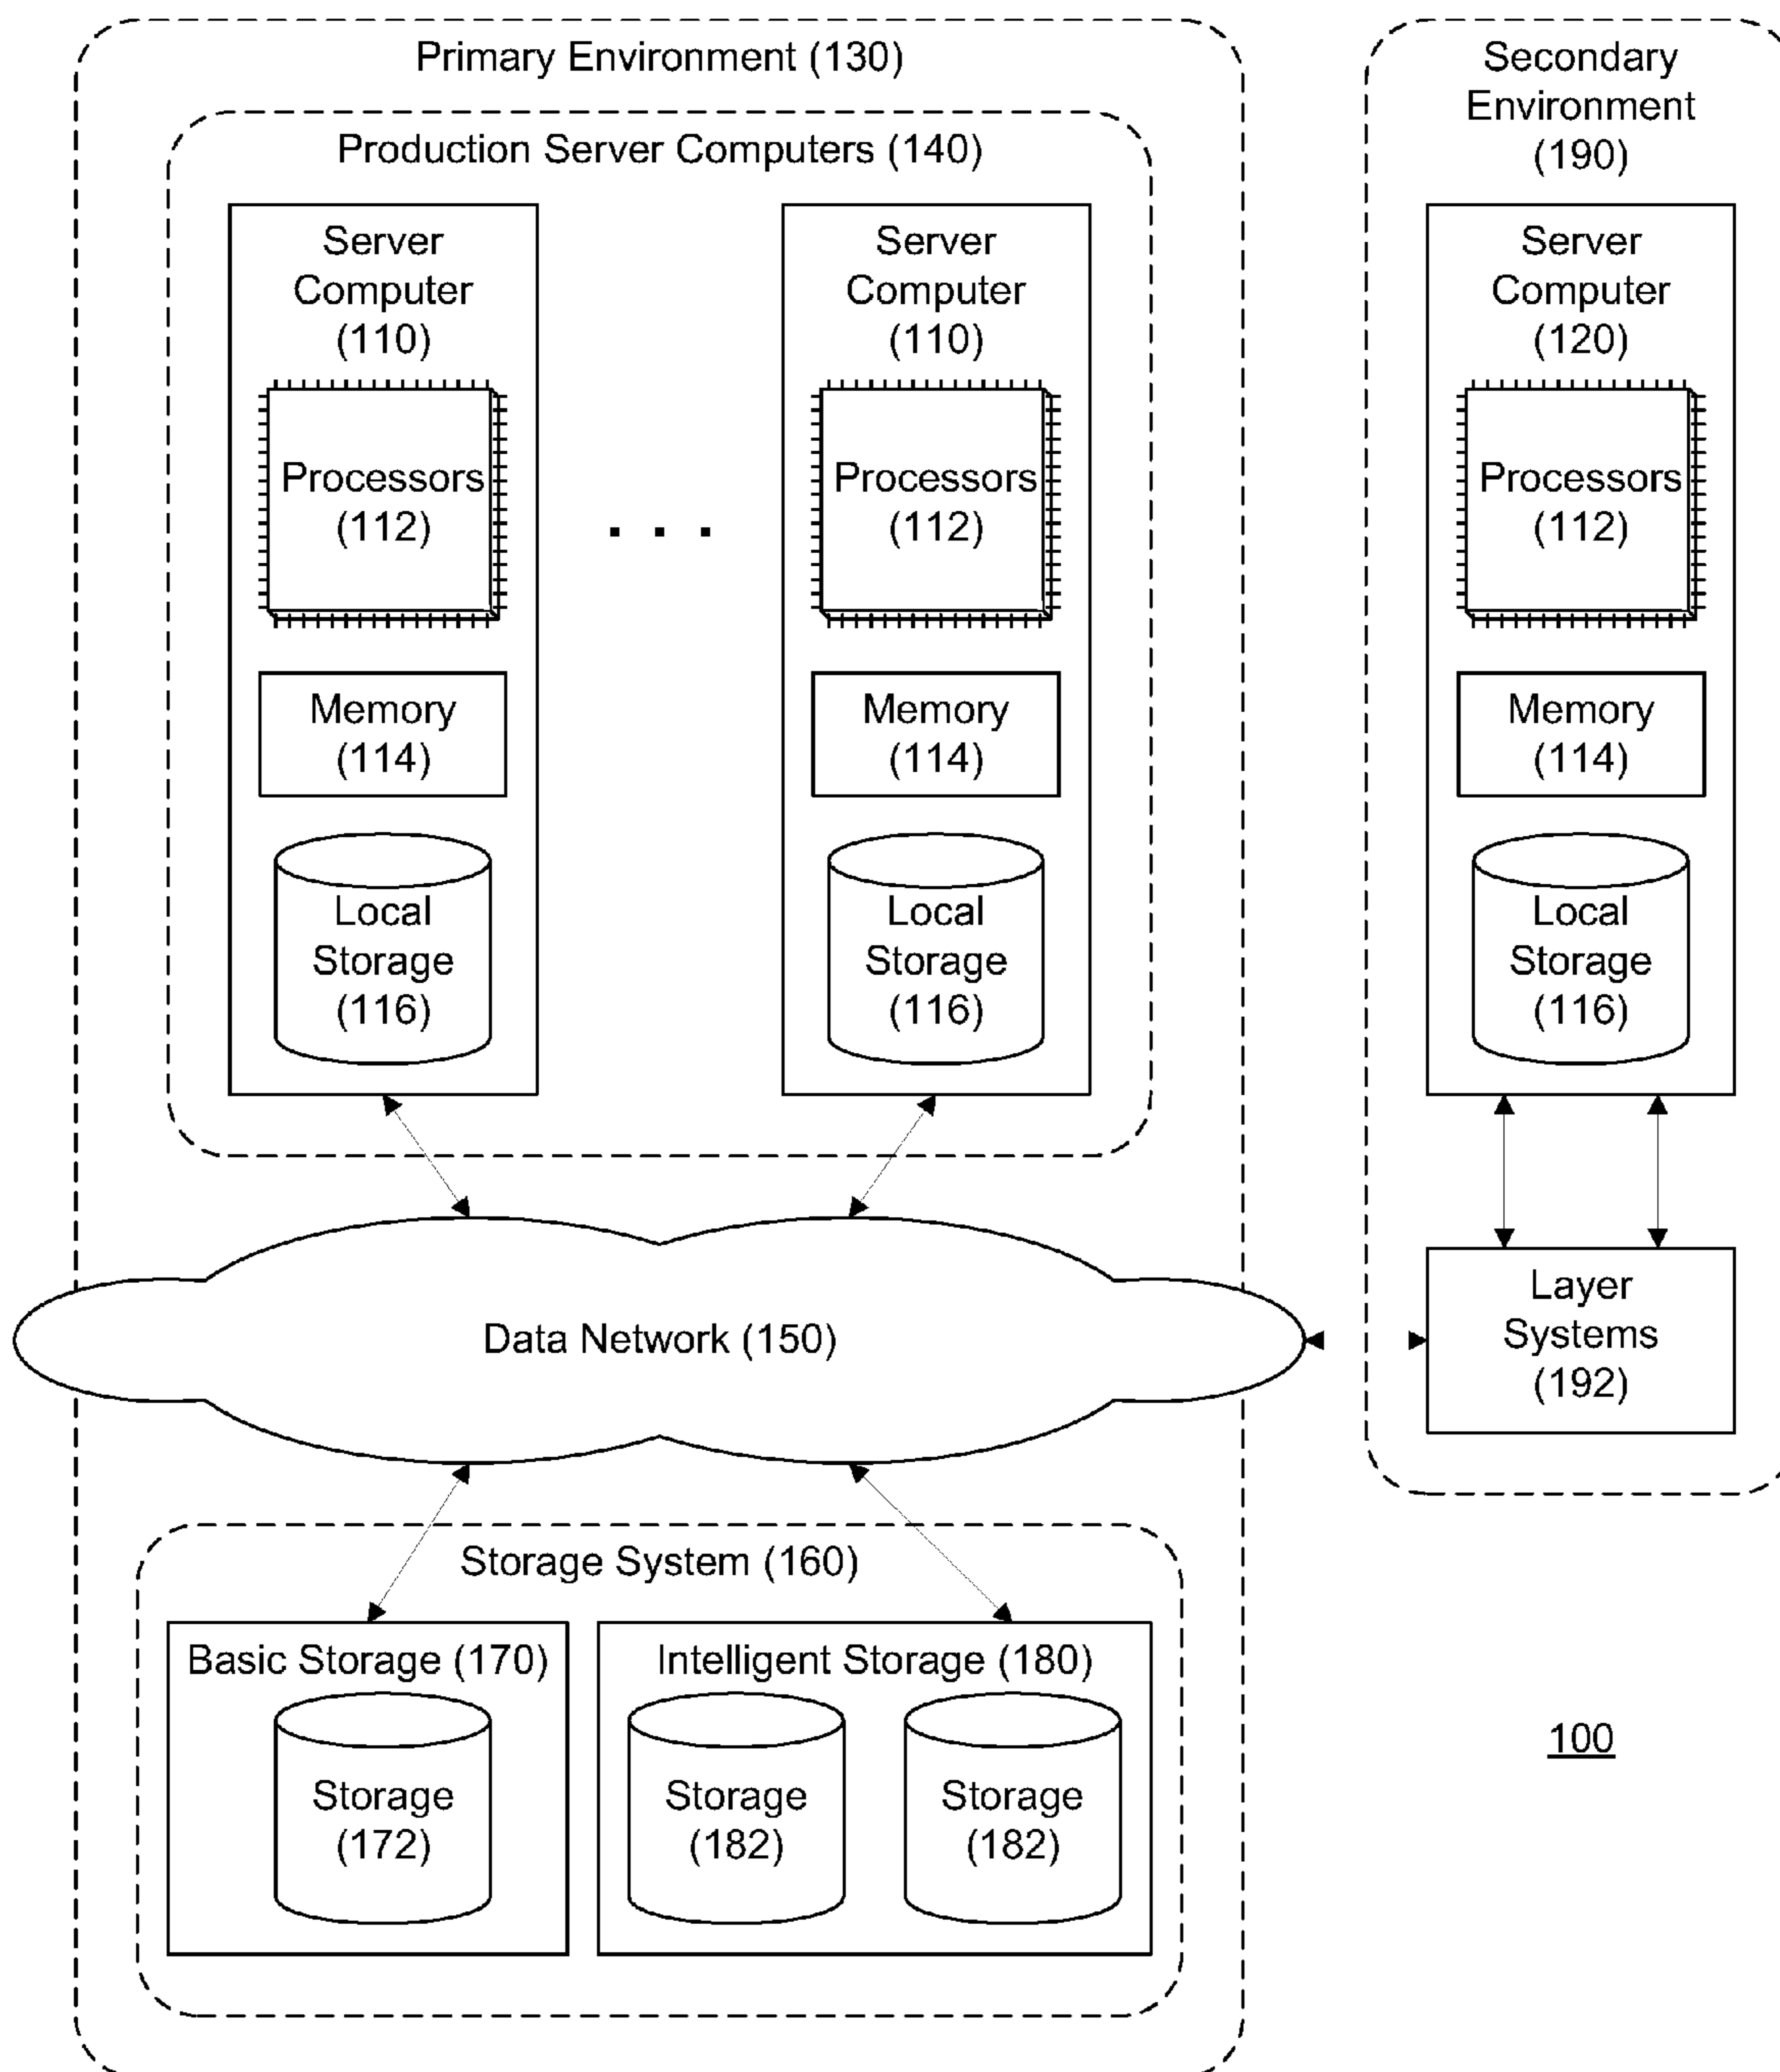 Primary Environment (130)
Production Server Computers (140)
Server
Computer
(110)
Processors
(112)
Memory
(114)
Local
Storage
(116)
. . .
Server
Computer
(110)
Processors
(112)
Memory
(114)
Local
Storage
(116)
Data Network (150)
Storage System (160)
Basic Storage (170)
Storage
(172)
Intelligent Storage (180)
Storage
(182)
Storage
(182)
Secondary
Environment
(190)
Server
Computer
(120)
Processors
(112)
Memory
(114)
Local
Storage
(116)
Layer
Systems
(192)
100